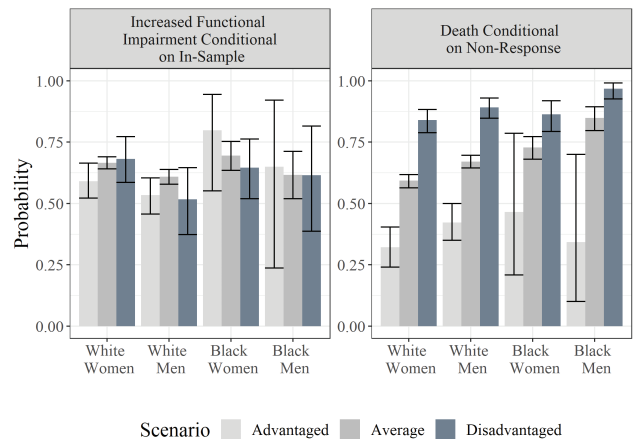 Increased Functional
Impairment Conditional
on In-Sample
Death Conditional
on Non-Response
Probability
1.00
0.75
0.50
0.25
0.00
1.00
0.75
0.50
0.25
0.00
White
Women
White
Men
Black
Women
Black
Men
White
Women
White
Men
Black
Women
Black
Men
Scenario Advantaged Average Disadvantaged